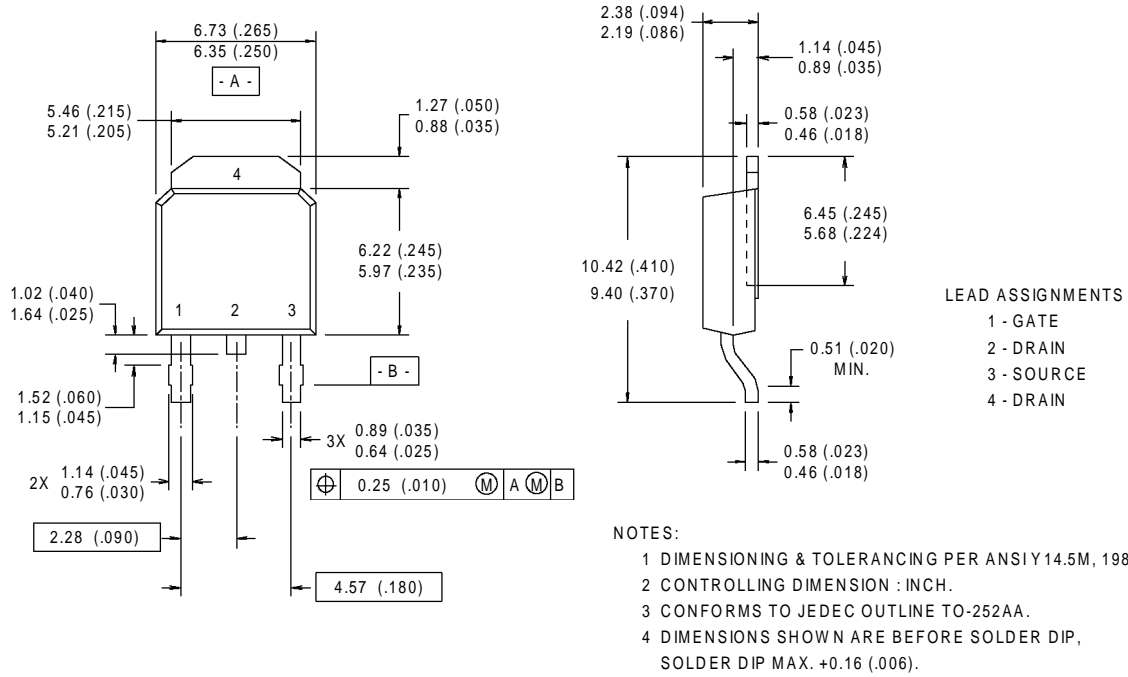 6.73 (.265)
6.35 (.250)
- A -
5.46 (.215)
5.21 (.205)
1.27 (.050)
0.88 (.035)
4
6.22 (.245)
5.97 (.235)
1.02 (.040)
1.64 (.025)
1 2 3
- B -
1.52 (.060)
1.15 (.045)
3X 0.89 (.035)
0.64 (.025)
2X 1.14 (.045)
0.76 (.030)
⌖ 0.25 (.010) Ⓜ A Ⓜ B
2.28 (.090)
4.57 (.180)
2.38 (.094)
2.19 (.086)
1.14 (.045)
0.89 (.035)
0.58 (.023)
0.46 (.018)
6.45 (.245)
5.68 (.224)
10.42 (.410)
9.40 (.370)
0.51 (.020)
MIN.
0.58 (.023)
0.46 (.018)
LEAD ASSIGNMENTS
1 - GATE
2 - DRAIN
3 - SOURCE
4 - DRAIN
NOTES:
1 DIMENSIONING & TOLERANCING PER ANSI Y14.5M, 198
2 CONTROLLING DIMENSION : INCH.
3 CONFORMS TO JEDEC OUTLINE TO-252AA.
4 DIMENSIONS SHOWN ARE BEFORE SOLDER DIP,
SOLDER DIP MAX. +0.16 (.006).